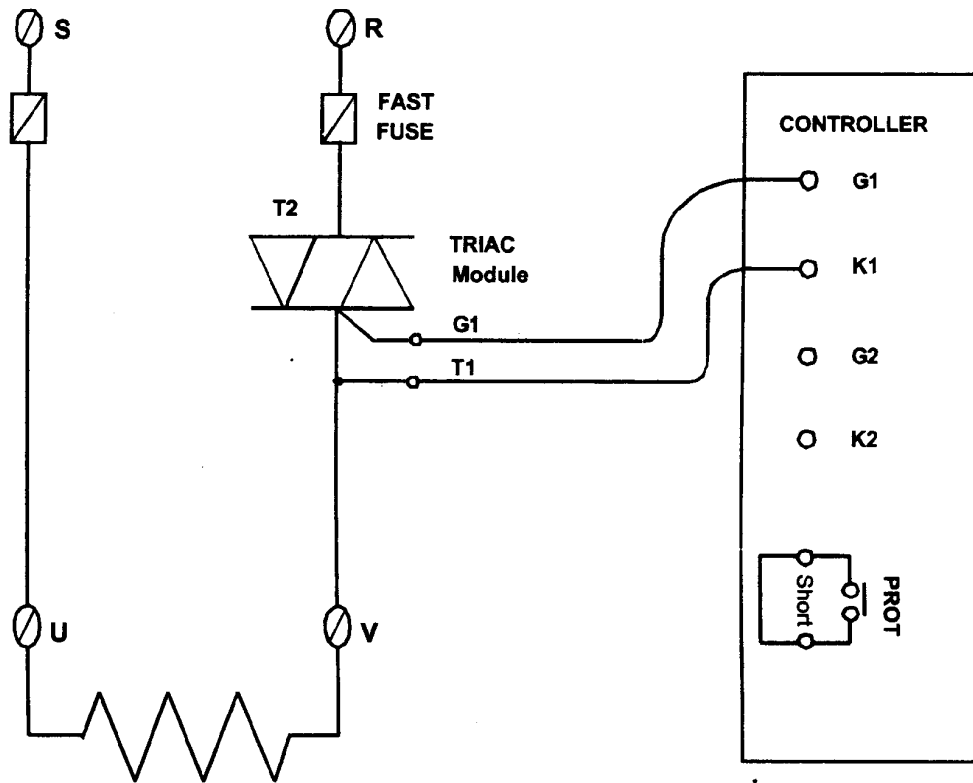 S
R
FAST
FUSE
CONTROLLER
G1
T2
TRIAC
Module
K1
G1
T1
G2
K2
Short
PROT
U
V